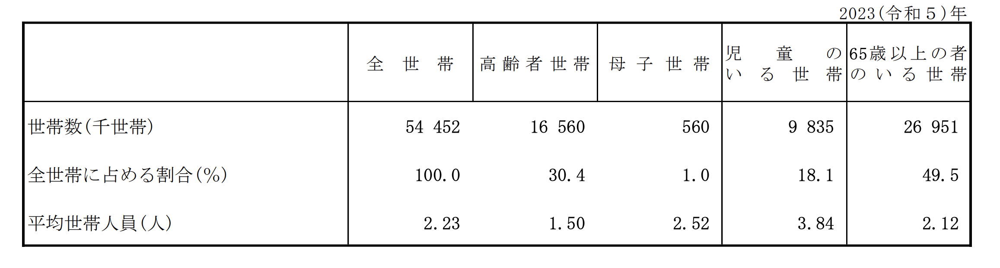 2023(令和５)年
全世帯 高齢者世帯 母子世帯 児童のいる世帯 65歳以上の者のいる世帯
世帯数(千世帯) 54 452 16 560 560 9 835 26 951
全世帯に占める割合(％) 100.0 30.4 1.0 18.1 49.5
平均世帯人員(人) 2.23 1.50 2.52 3.84 2.12